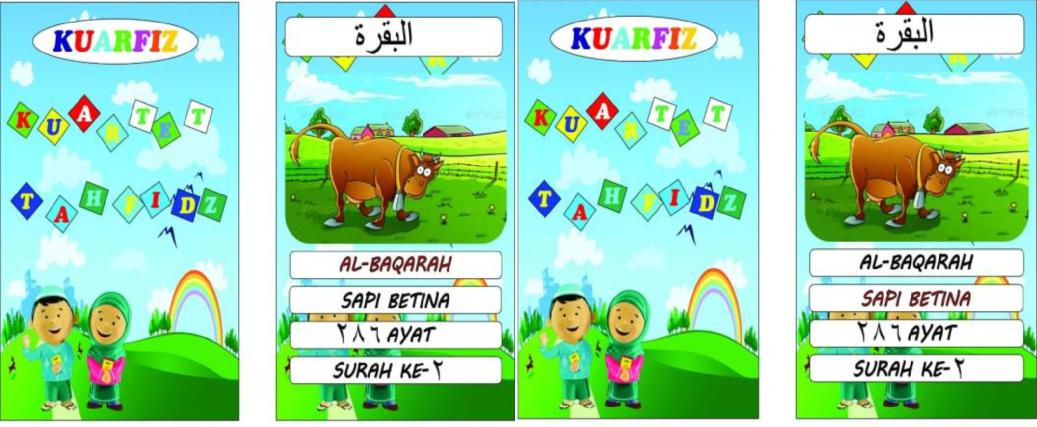 KUARFIZ
KUARTET
TAHFIDZ
البقرة
AL-BAQARAH
SAPI BETINA
٢٨٦ AYAT
SURAH KE-٢
KUARFIZ
KUARTET
TAHFIDZ
البقرة
AL-BAQARAH
SAPI BETINA
٢٨٦ AYAT
SURAH KE-٢